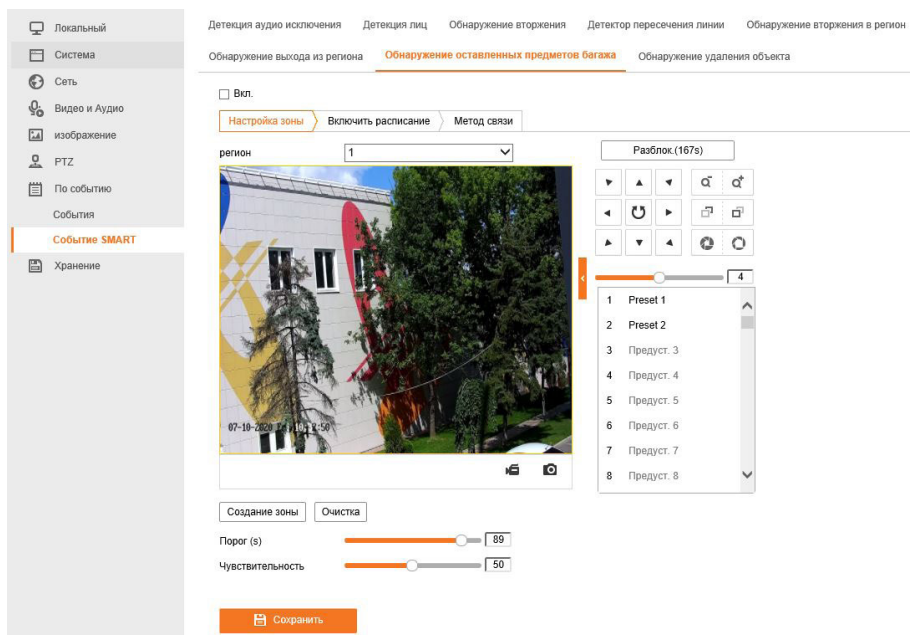 Локальный
Система
Сеть
Видео и Аудио
изображение
PTZ
По событию
События
Событие SMART
Хранение
Детекция аудио исключения Детекция лиц Обнаружение вторжения Детектор пересечения линии Обнаружение вторжения в регион
Обнаружение выхода из региона Обнаружение оставленных предметов багажа Обнаружение удаления объекта
Вкл.
Настройка зоны Включить расписание Метод связи
регион 1
07-10-2020
Разблок.(167s)
4
1 Preset 1
2 Preset 2
3 Предуст. 3
4 Предуст. 4
5 Предуст. 5
6 Предуст. 6
7 Предуст. 7
8 Предуст. 8
Создание зоны Очистка
Порог (s) 89
Чувствительность 50
Сохранить